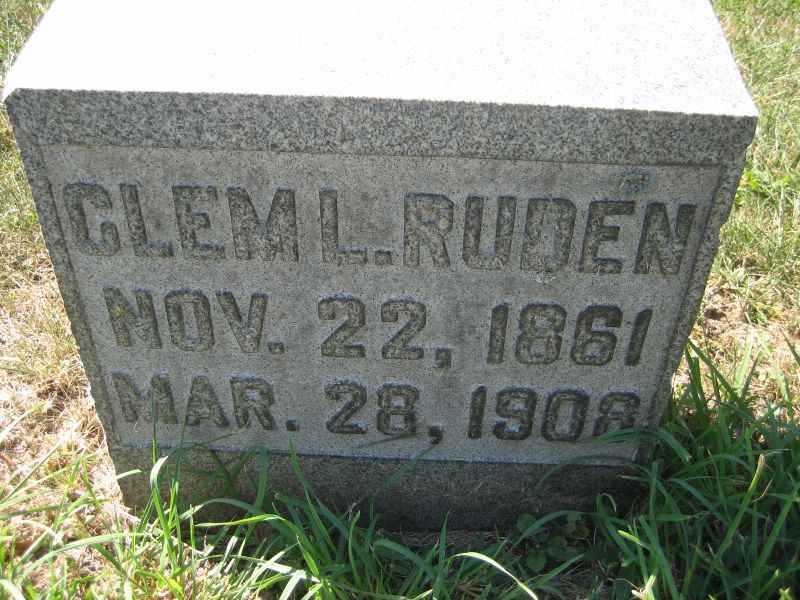 CLEM L. RUDEN
NOV. 22, 1861
MAR. 28, 1908